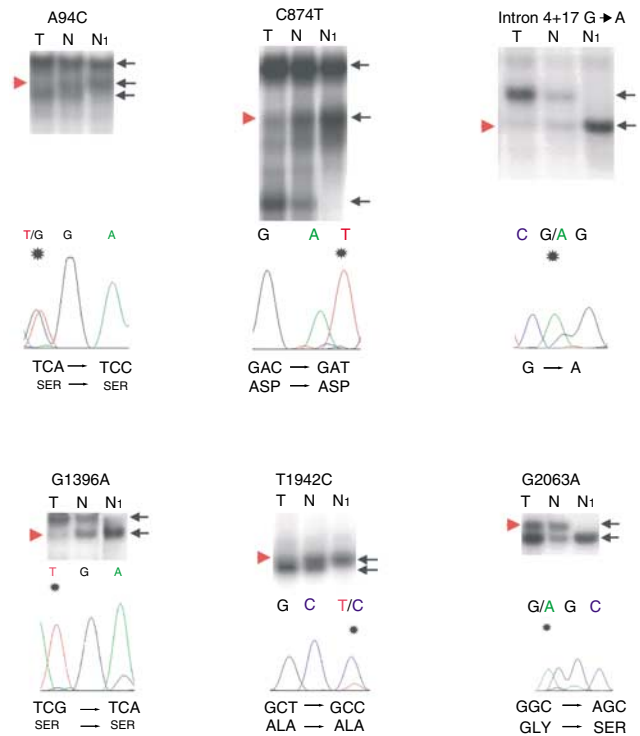 A94C
T N N1
T/G G A
TCA → TCC
SER → SER
C874T
T N N1
G A T
GAC → GAT
ASP → ASP
Intron 4+17 G → A
T N N1
C G/A G
G → A
G1396A
T N N1
T G A
TCG → TCA
SER → SER
T1942C
T N N1
G C T/C
GCT → GCC
ALA → ALA
G2063A
T N N1
G/A G C
GGC → AGC
GLY → SER